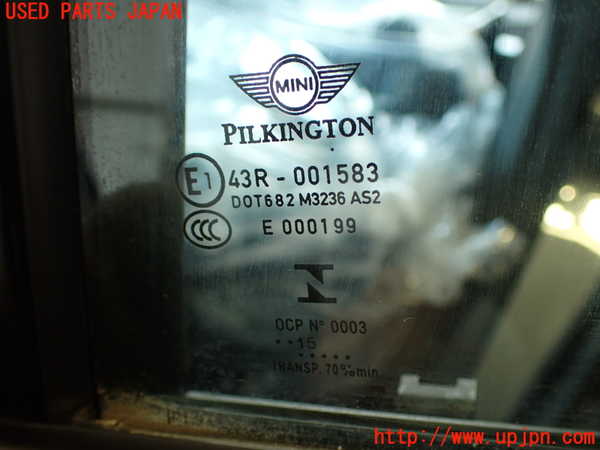 USED PARTS JAPAN
MINI
PILKINGTON
E1 43R - 001583
DOT682 M3236 AS2
CCC E 000199
OCP Nº 0003
··15
·····
TRANSP. 70% min
http://www.upjpn.com/